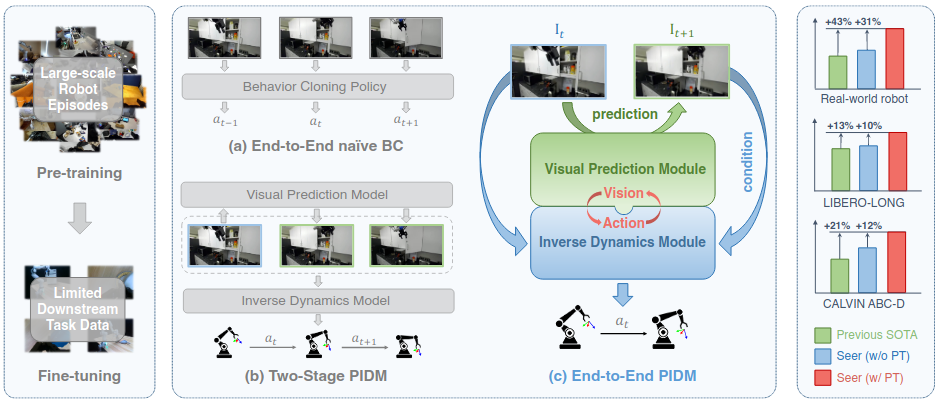 Large-scale
Robot
Episodes
Pre-training
Limited
Downstream
Task Data
Fine-tuning
Behavior Cloning Policy
a_{t-1}
a_t
a_{t+1}
(a) End-to-End naïve BC
Visual Prediction Model
Inverse Dynamics Model
a_t
a_{t+1}
(b) Two-Stage PIDM
I_t
I_{t+1}
prediction
condition
Visual Prediction Module
Vision
Action
Inverse Dynamics Module
a_t
(c) End-to-End PIDM
+43% +31%
Real-world robot
+13% +10%
LIBERO-LONG
+21% +12%
CALVIN ABC-D
Previous SOTA
Seer (w/o PT)
Seer (w/ PT)